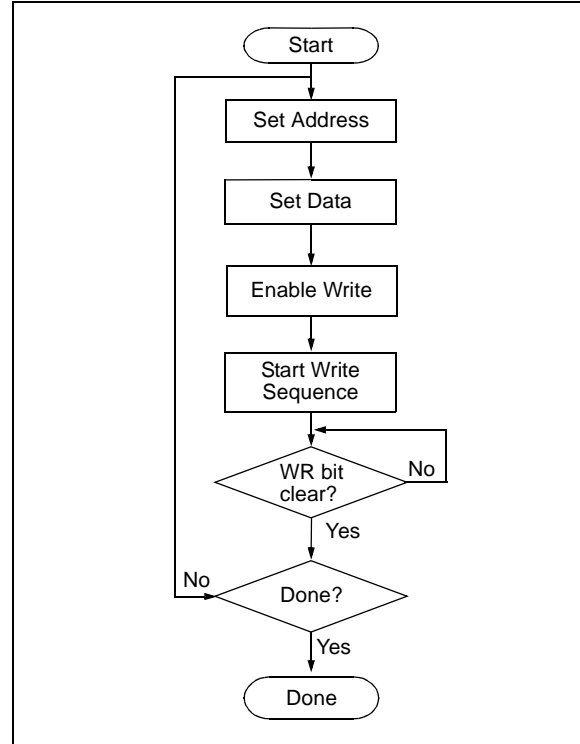 Start
Set Address
Set Data
Enable Write
Start Write
Sequence
WR bit
clear?
No
Yes
No
Done?
Yes
Done